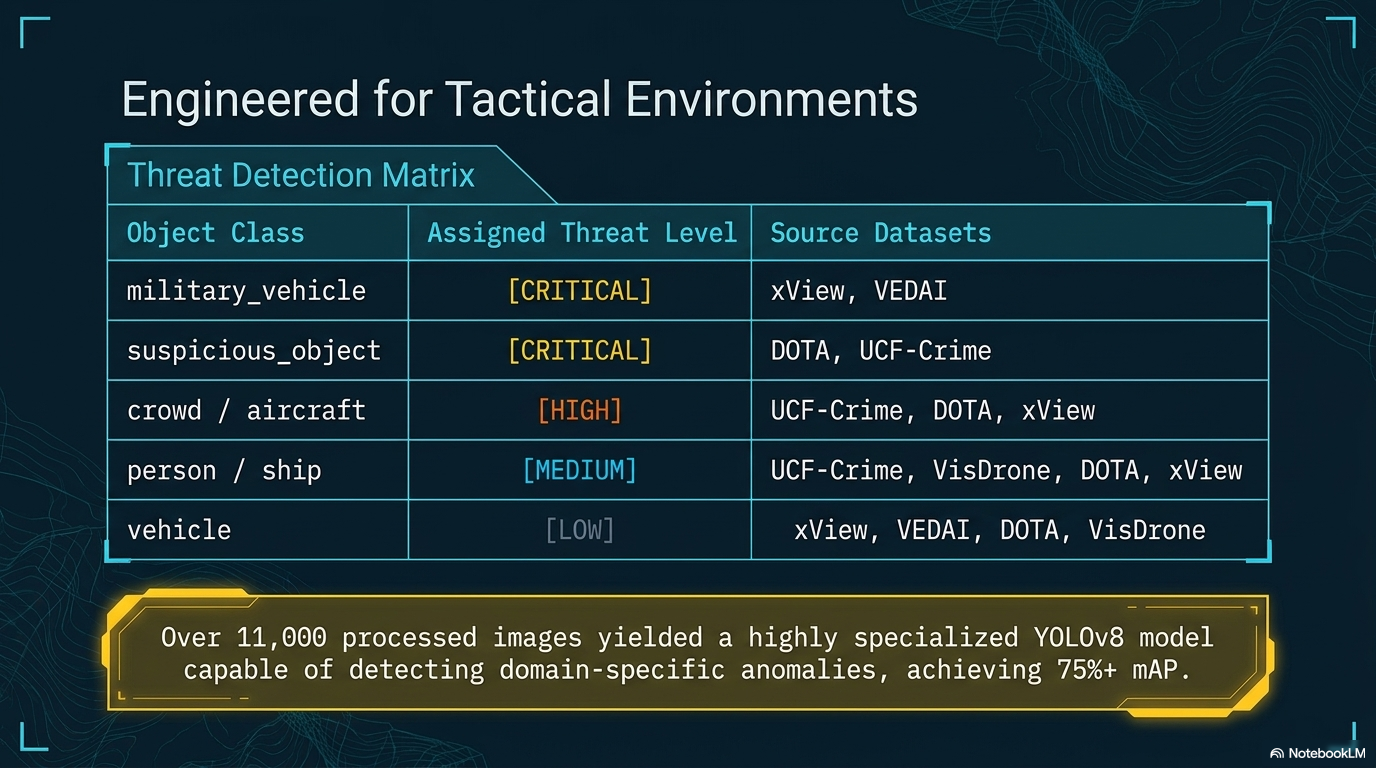 Engineered for Tactical Environments
Threat Detection Matrix
Object Class Assigned Threat Level Source Datasets
military_vehicle [CRITICAL] xView, VEDAI
suspicious_object [CRITICAL] DOTA, UCF-Crime
crowd / aircraft [HIGH] UCF-Crime, DOTA, xView
person / ship [MEDIUM] UCF-Crime, VisDrone, DOTA, xView
vehicle [LOW] xView, VEDAI, DOTA, VisDrone
Over 11,000 processed images yielded a highly specialized YOLOv8 model
capable of detecting domain-specific anomalies, achieving 75%+ mAP.
NotebookLM